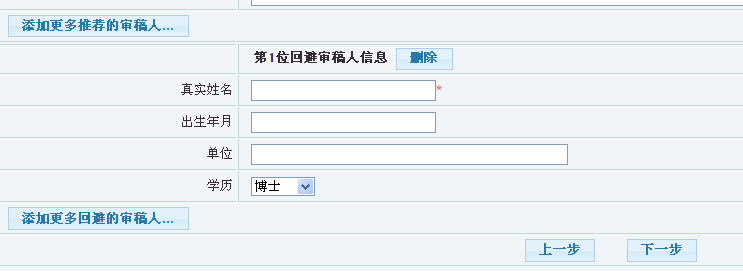 添加更多推荐的审稿人...
第1位回避审稿人信息 删除
真实姓名 *
出生年月
单位
学历 博士
添加更多回避的审稿人...
上一步 下一步